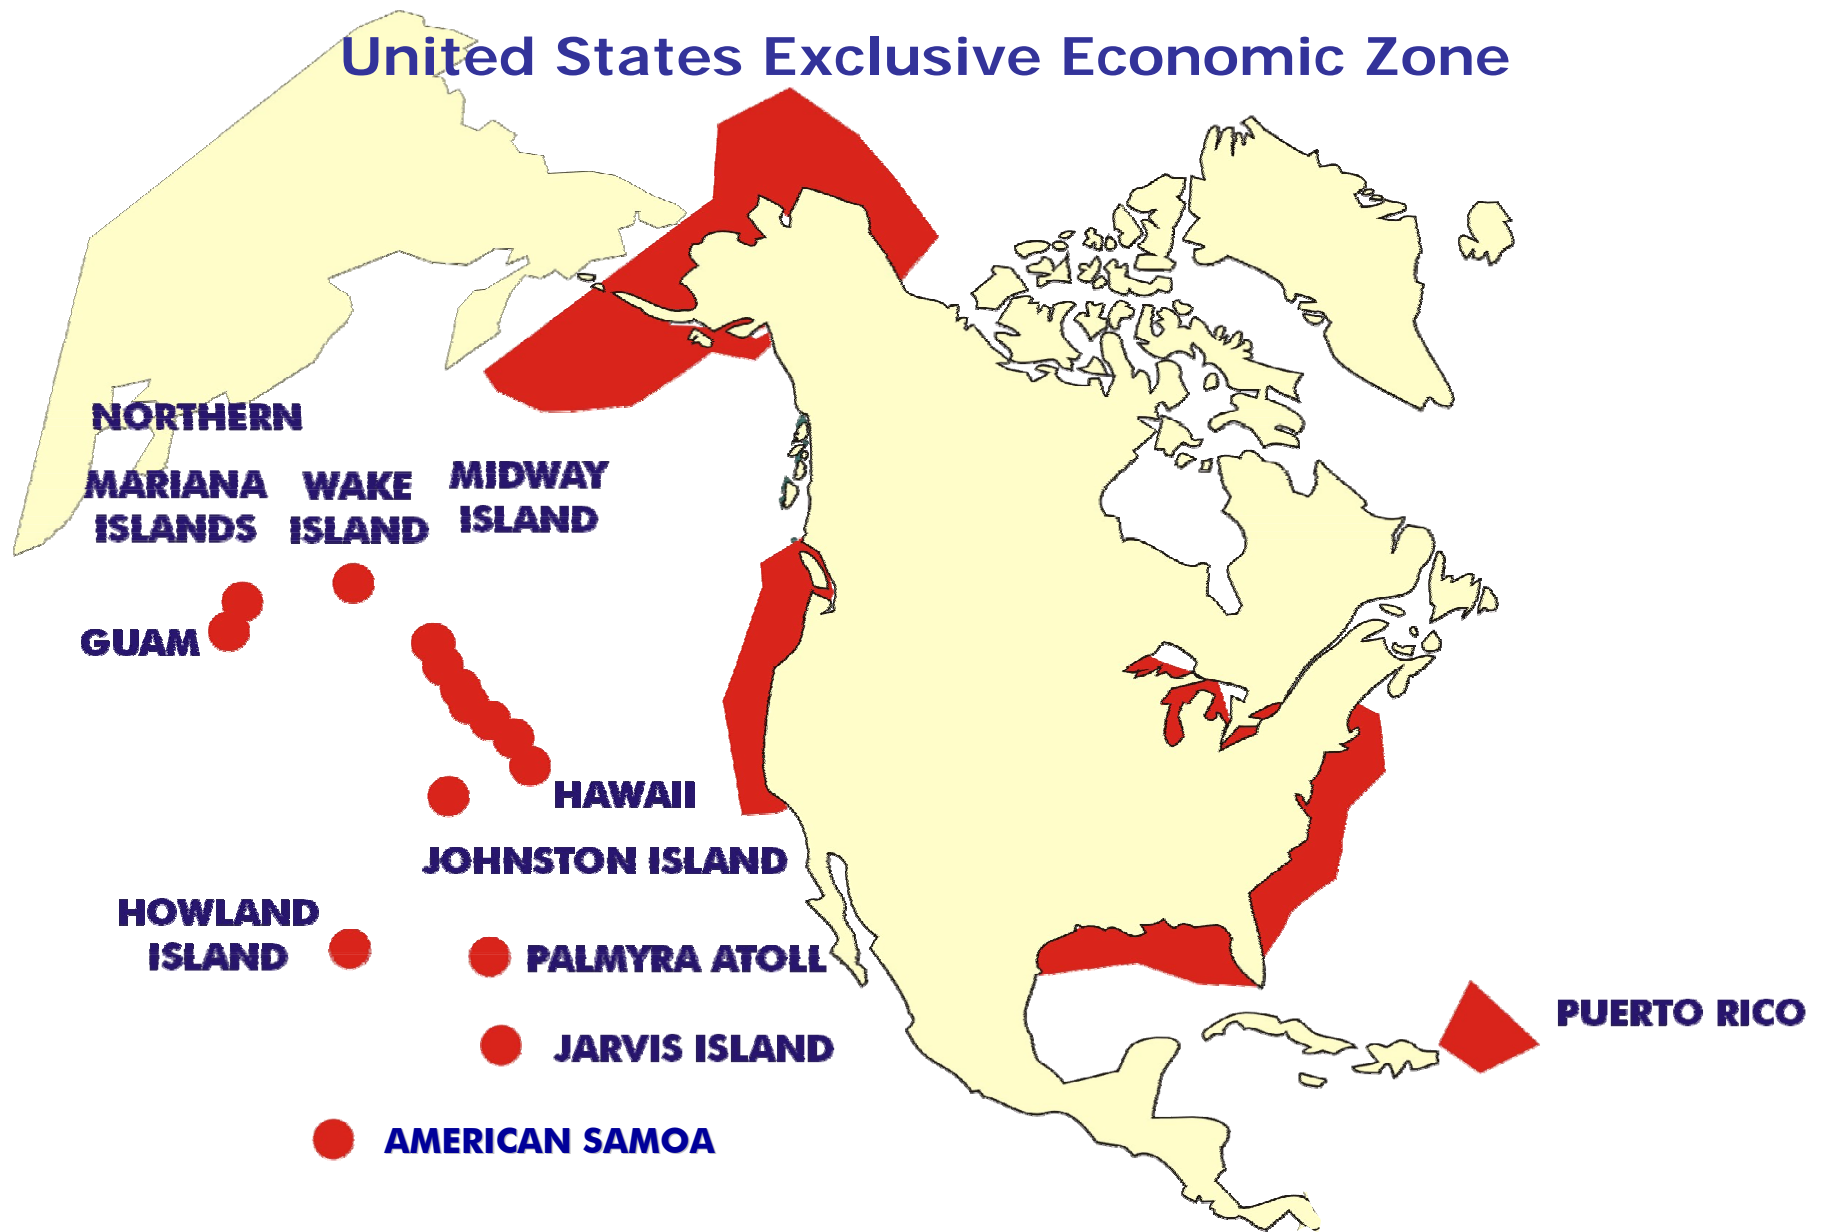 United States Exclusive Economic Zone
NORTHERN
MARIANA
ISLANDS
WAKE
ISLAND
MIDWAY
ISLAND
GUAM
HAWAII
JOHNSTON ISLAND
HOWLAND
ISLAND
PALMYRA ATOLL
JARVIS ISLAND
AMERICAN SAMOA
PUERTO RICO